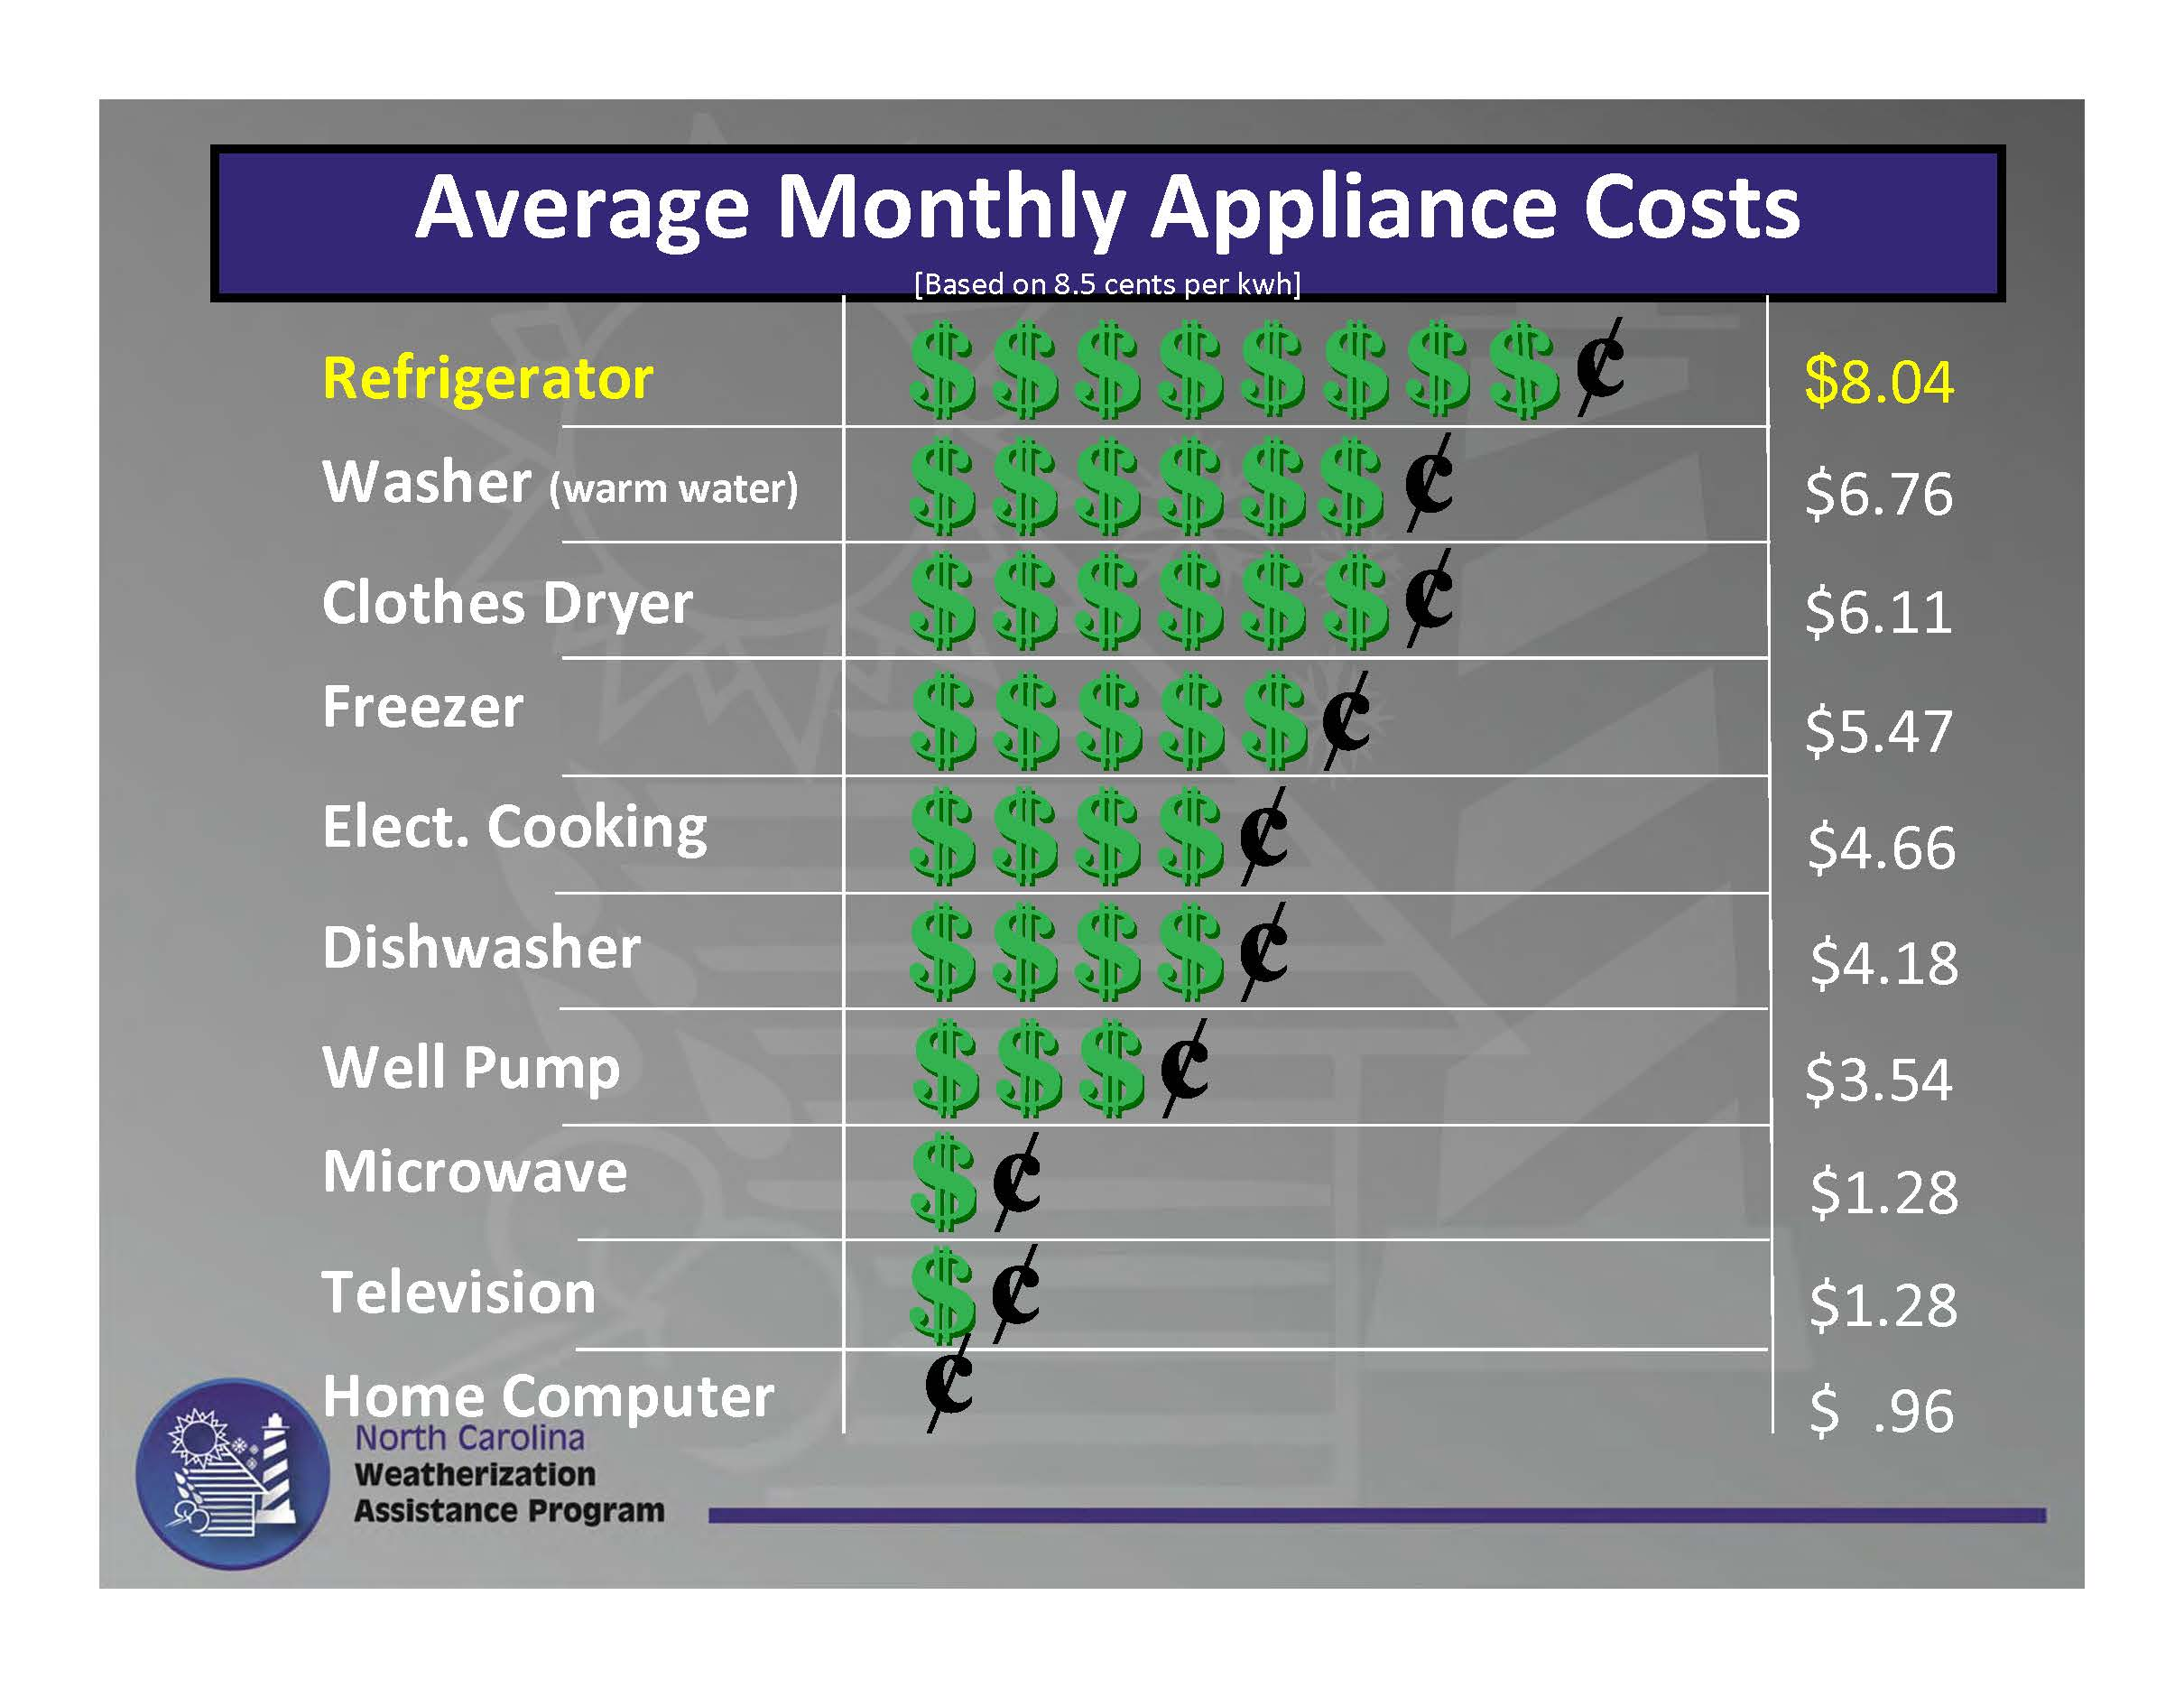 Average Monthly Appliance Costs
[Based on 8.5 cents per kwh]
Refrigerator $ $ $ $ $ $ $ $ ¢ $8.04
Washer (warm water) $ $ $ $ $ $ ¢ $6.76
Clothes Dryer $ $ $ $ $ $ ¢ $6.11
Freezer $ $ $ $ $ ¢ $5.47
Elect. Cooking $ $ $ $ ¢ $4.66
Dishwasher $ $ $ $ ¢ $4.18
Well Pump $ $ $ ¢ $3.54
Microwave $ ¢ $1.28
Television $ ¢ $1.28
Home Computer ¢ $ .96
North Carolina
Weatherization
Assistance Program